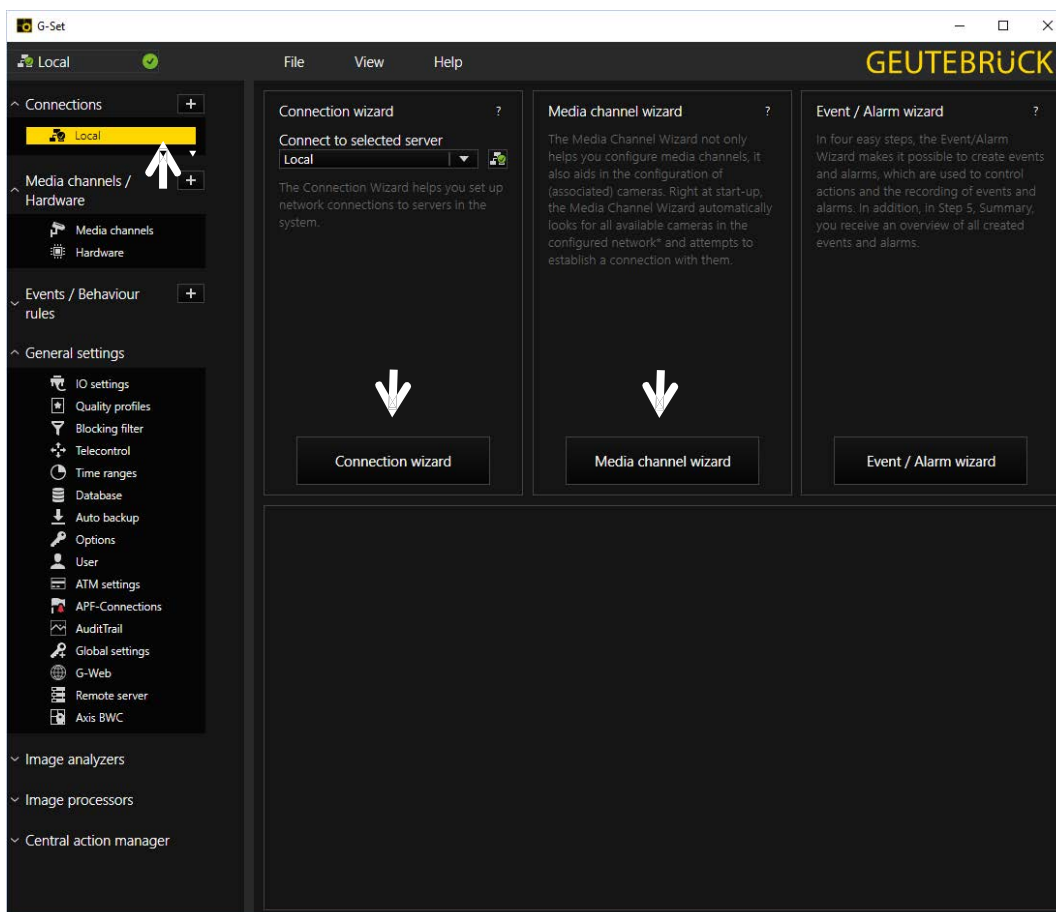 G-Set
Local
File View Help
GEUTEBRÜCK
Connections +
Local
Media channels / +
Hardware
Media channels
Hardware
Events / Behaviour +
rules
General settings
IO settings
Quality profiles
Blocking filter
Telecontrol
Time ranges
Database
Auto backup
Options
User
ATM settings
APF-Connections
AuditTrail
Global settings
G-Web
Remote server
Axis BWC
Image analyzers
Image processors
Central action manager
Connection wizard ?
Connect to selected server
Local
The Connection Wizard helps you set up
network connections to servers in the
system.
Connection wizard
Media channel wizard ?
The Media Channel Wizard not only
helps you configure media channels, it
also aids in the configuration of
(associated) cameras. Right at start-up,
the Media Channel Wizard automatically
looks for all available cameras in the
configured network* and attempts to
establish a connection with them.
Media channel wizard
Event / Alarm wizard ?
In four easy steps, the Event/Alarm
Wizard makes it possible to create events
and alarms, which are used to control
actions and the recording of events and
alarms. In addition, in Step 5, Summary,
you receive an overview of all created
events and alarms.
Event / Alarm wizard